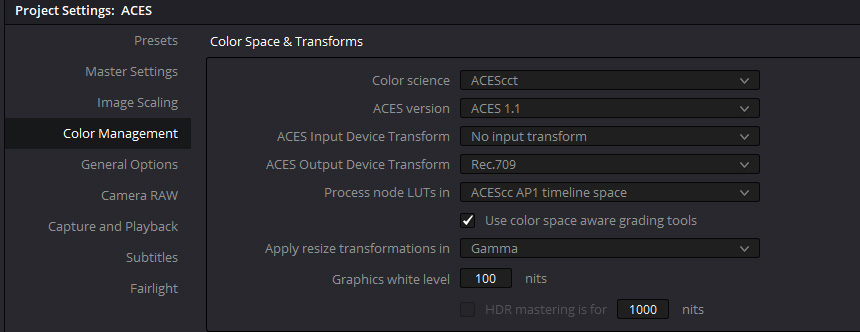 Project Settings: ACES
Presets
Color Space & Transforms
Master Settings
Color science ACEScct
Image Scaling
ACES version ACES 1.1
Color Management
ACES Input Device Transform No input transform
General Options
ACES Output Device Transform Rec.709
Camera RAW
Process node LUTs in ACEScc AP1 timeline space
Capture and Playback
Use color space aware grading tools
Subtitles
Apply resize transformations in Gamma
Fairlight
Graphics white level 100 nits
HDR mastering is for 1000 nits